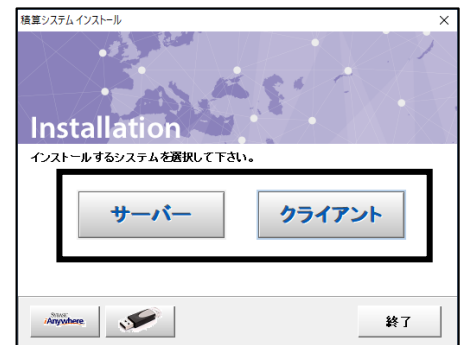 積算システム インストール
Installation
インストールするシステムを選択して下さい。
サーバー
クライアント
SYBASE
iAnywhere
終了